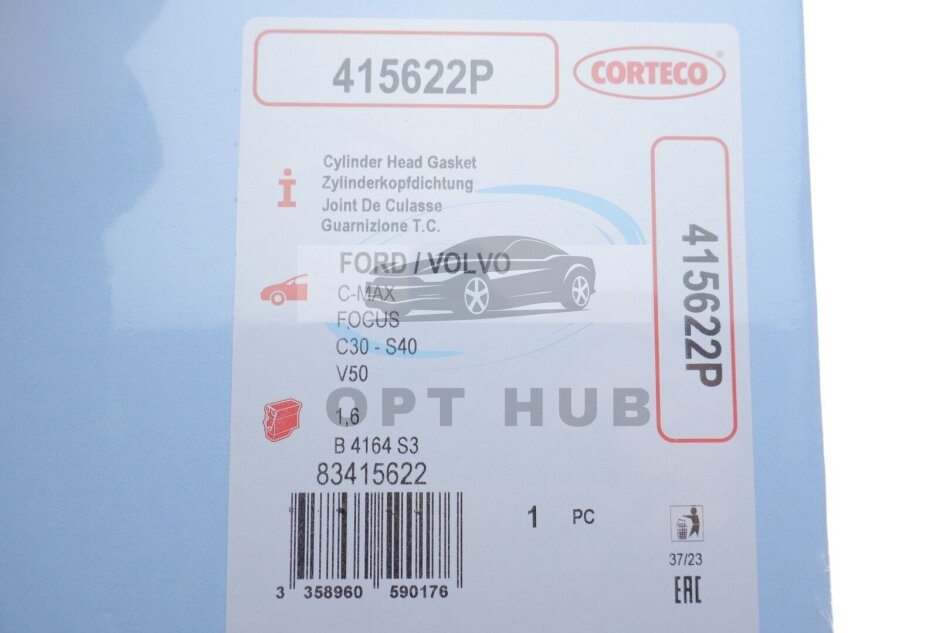 415622P
CORTECO
Cylinder Head Gasket
Zylinderkopfdichtung
Joint De Culasse
Guarnizione T.C.
FORD / VOLVO
C-MAX
FOCUS
C30 - S40
V50
OPT HUB
1,6
B 4164 S3
83415622
3 358960 590176
1 PC
37/23
EAC
415622P